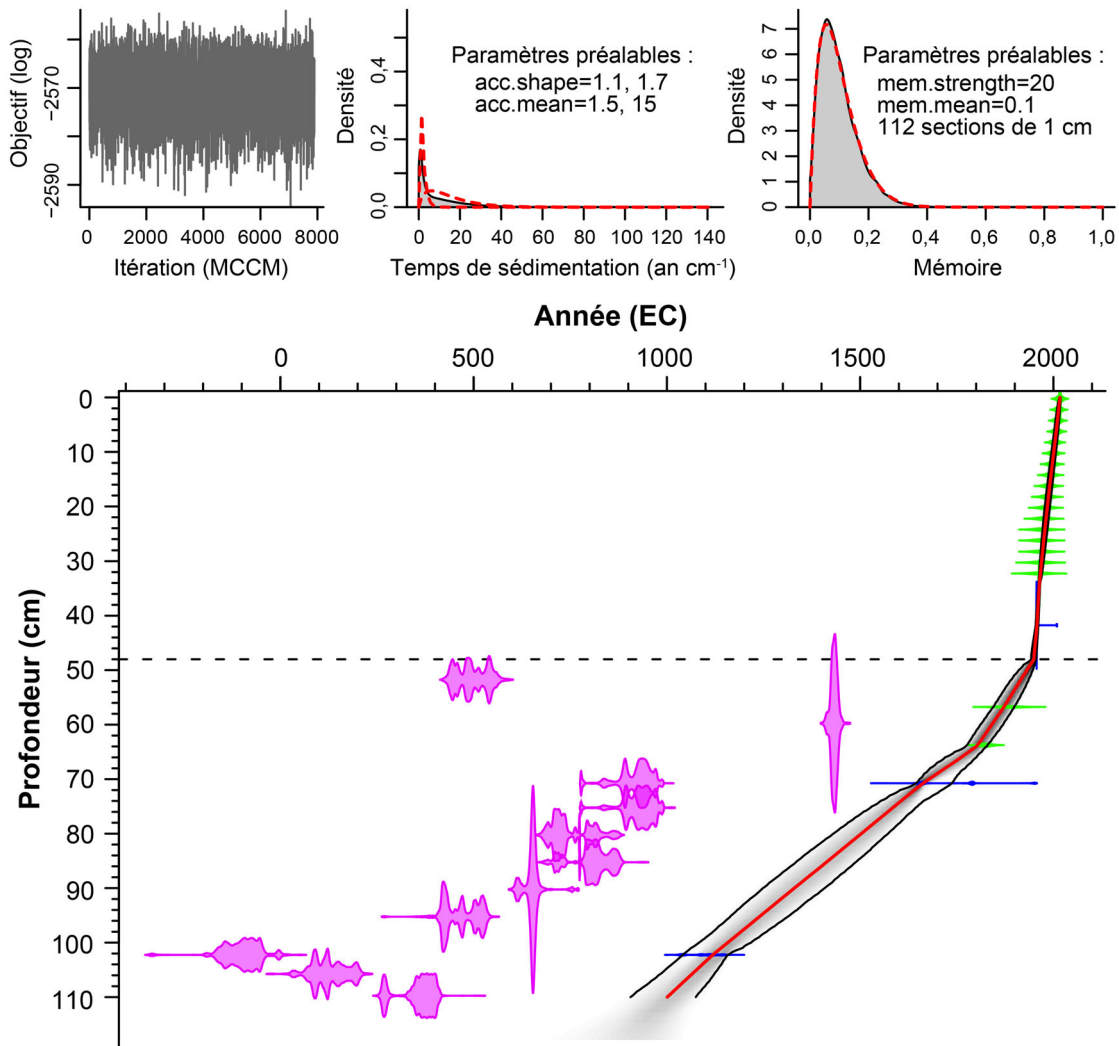 Objectif (log)
−2570
−2590
0 2000 4000 6000 8000
Itération (MCCM)
Densité
0,4
0,2
0,0
Paramètres préalables :
acc.shape=1.1, 1.7
acc.mean=1.5, 15
0 20 40 60 80 100 120 140
Temps de sédimentation (an cm⁻¹)
Densité
7
6
5
4
3
2
1
0
Paramètres préalables :
mem.strength=20
mem.mean=0.1
112 sections de 1 cm
0,0 0,2 0,4 0,6 0,8 1,0
Mémoire
Année (EC)
0 500 1000 1500 2000
Profondeur (cm)
0
10
20
30
40
50
60
70
80
90
100
110